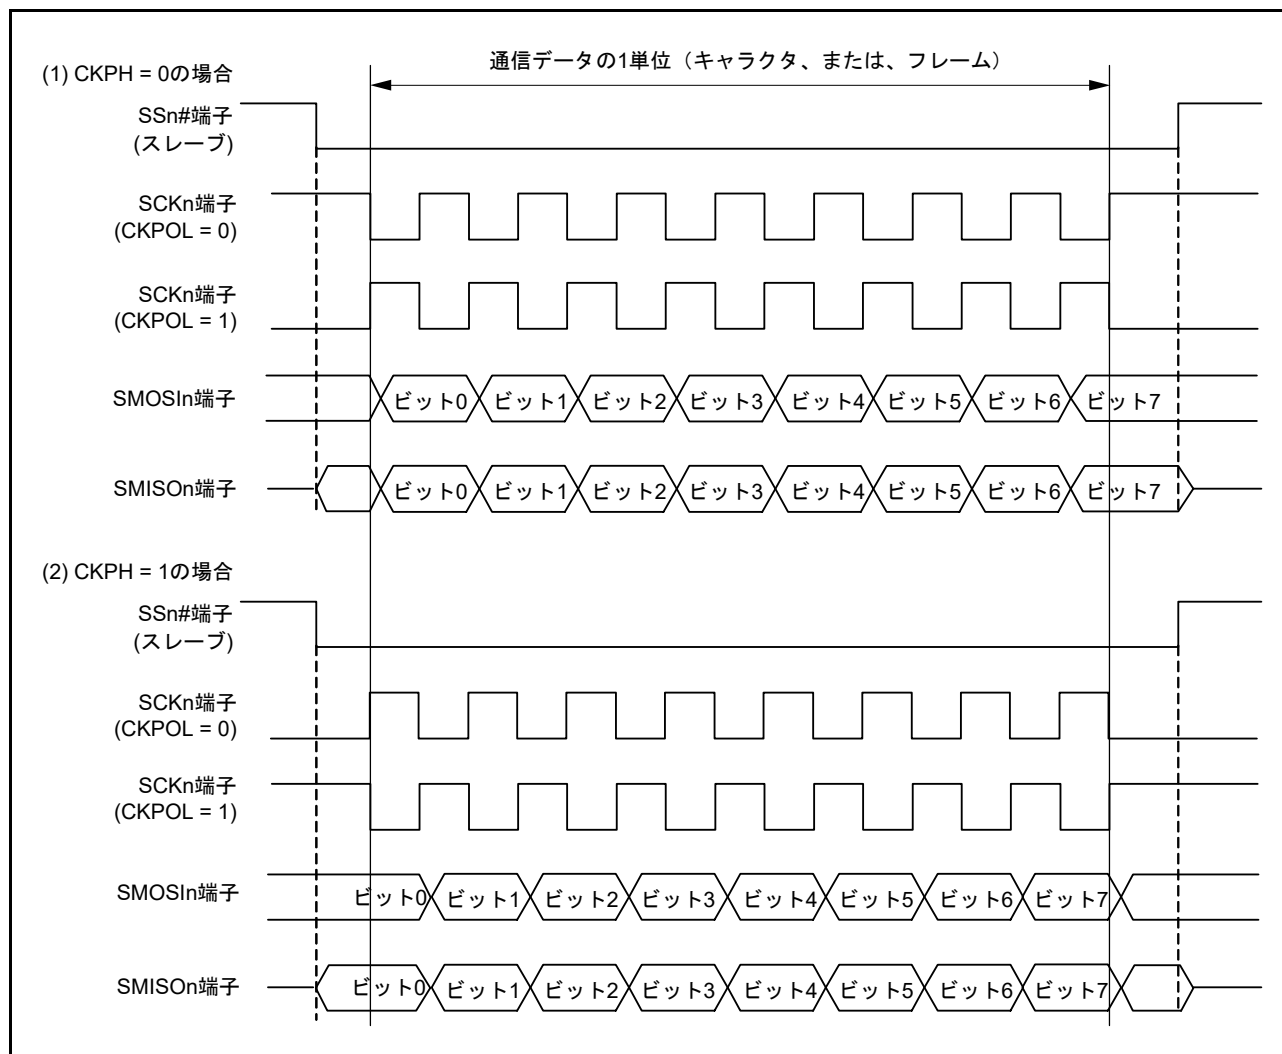 通信データの1単位（キャラクタ、または、フレーム）
(1) CKPH = 0の場合
SSn#端子
(スレーブ)
SCKn端子
(CKPOL = 0)
SCKn端子
(CKPOL = 1)
SMOSIn端子 ビット0 ビット1 ビット2 ビット3 ビット4 ビット5 ビット6 ビット7
SMISOn端子 ビット0 ビット1 ビット2 ビット3 ビット4 ビット5 ビット6 ビット7
(2) CKPH = 1の場合
SSn#端子
(スレーブ)
SCKn端子
(CKPOL = 0)
SCKn端子
(CKPOL = 1)
SMOSIn端子 ビット0 ビット1 ビット2 ビット3 ビット4 ビット5 ビット6 ビット7
SMISOn端子 ビット0 ビット1 ビット2 ビット3 ビット4 ビット5 ビット6 ビット7